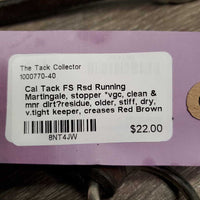 The Tack Collector
1000770-40
Cal Tack FS Rsd Running
Martingale, stopper *vgc, clean &
mnr dirt?residue, older, stiff, dry,
v.tight keeper, creases Red Brown
$22.00
8NT4JW